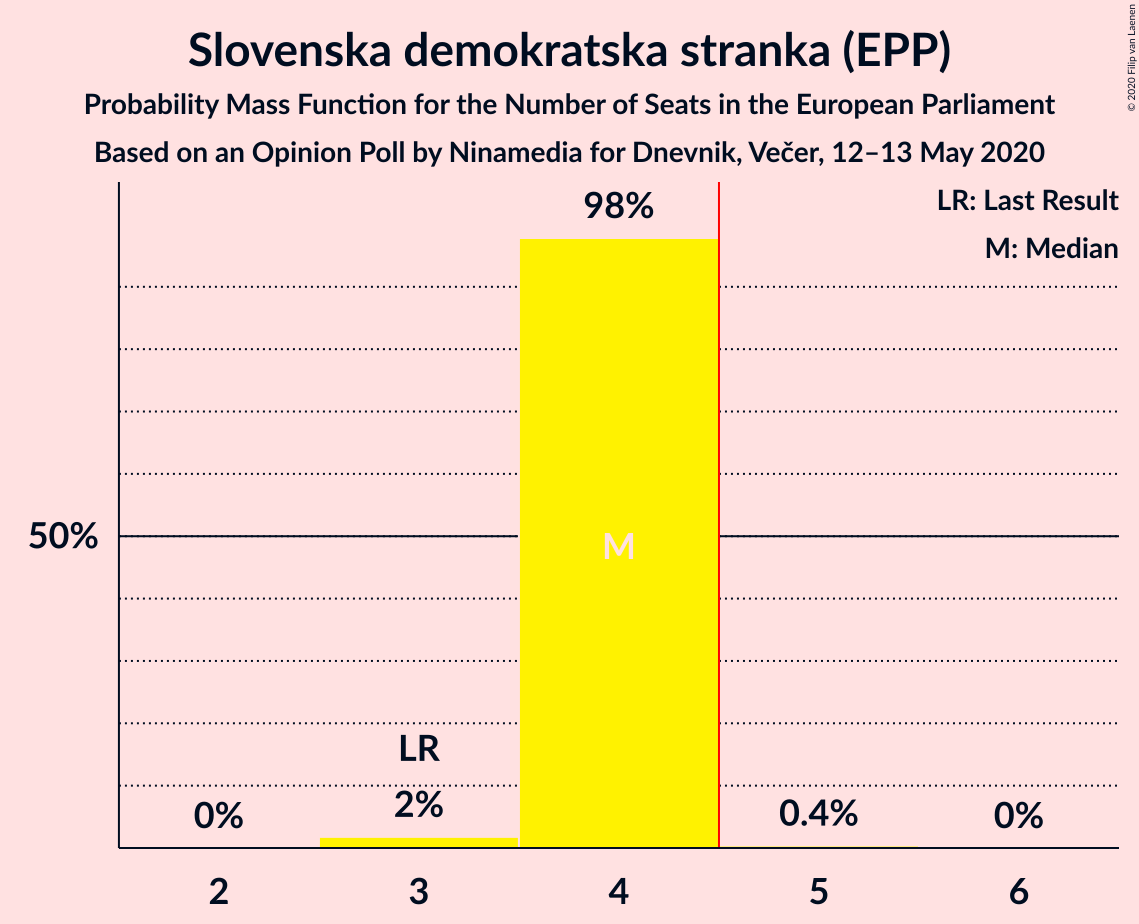 Slovenska demokratska stranka (EPP)
Probability Mass Function for the Number of Seats in the European Parliament
Based on an Opinion Poll by Ninamedia for Dnevnik, Večer, 12–13 May 2020
© 2020 Filip van Laenen
LR: Last Result
M: Median
98%
50%
M
LR
0%
2%
0.4%
0%
2
3
4
5
6